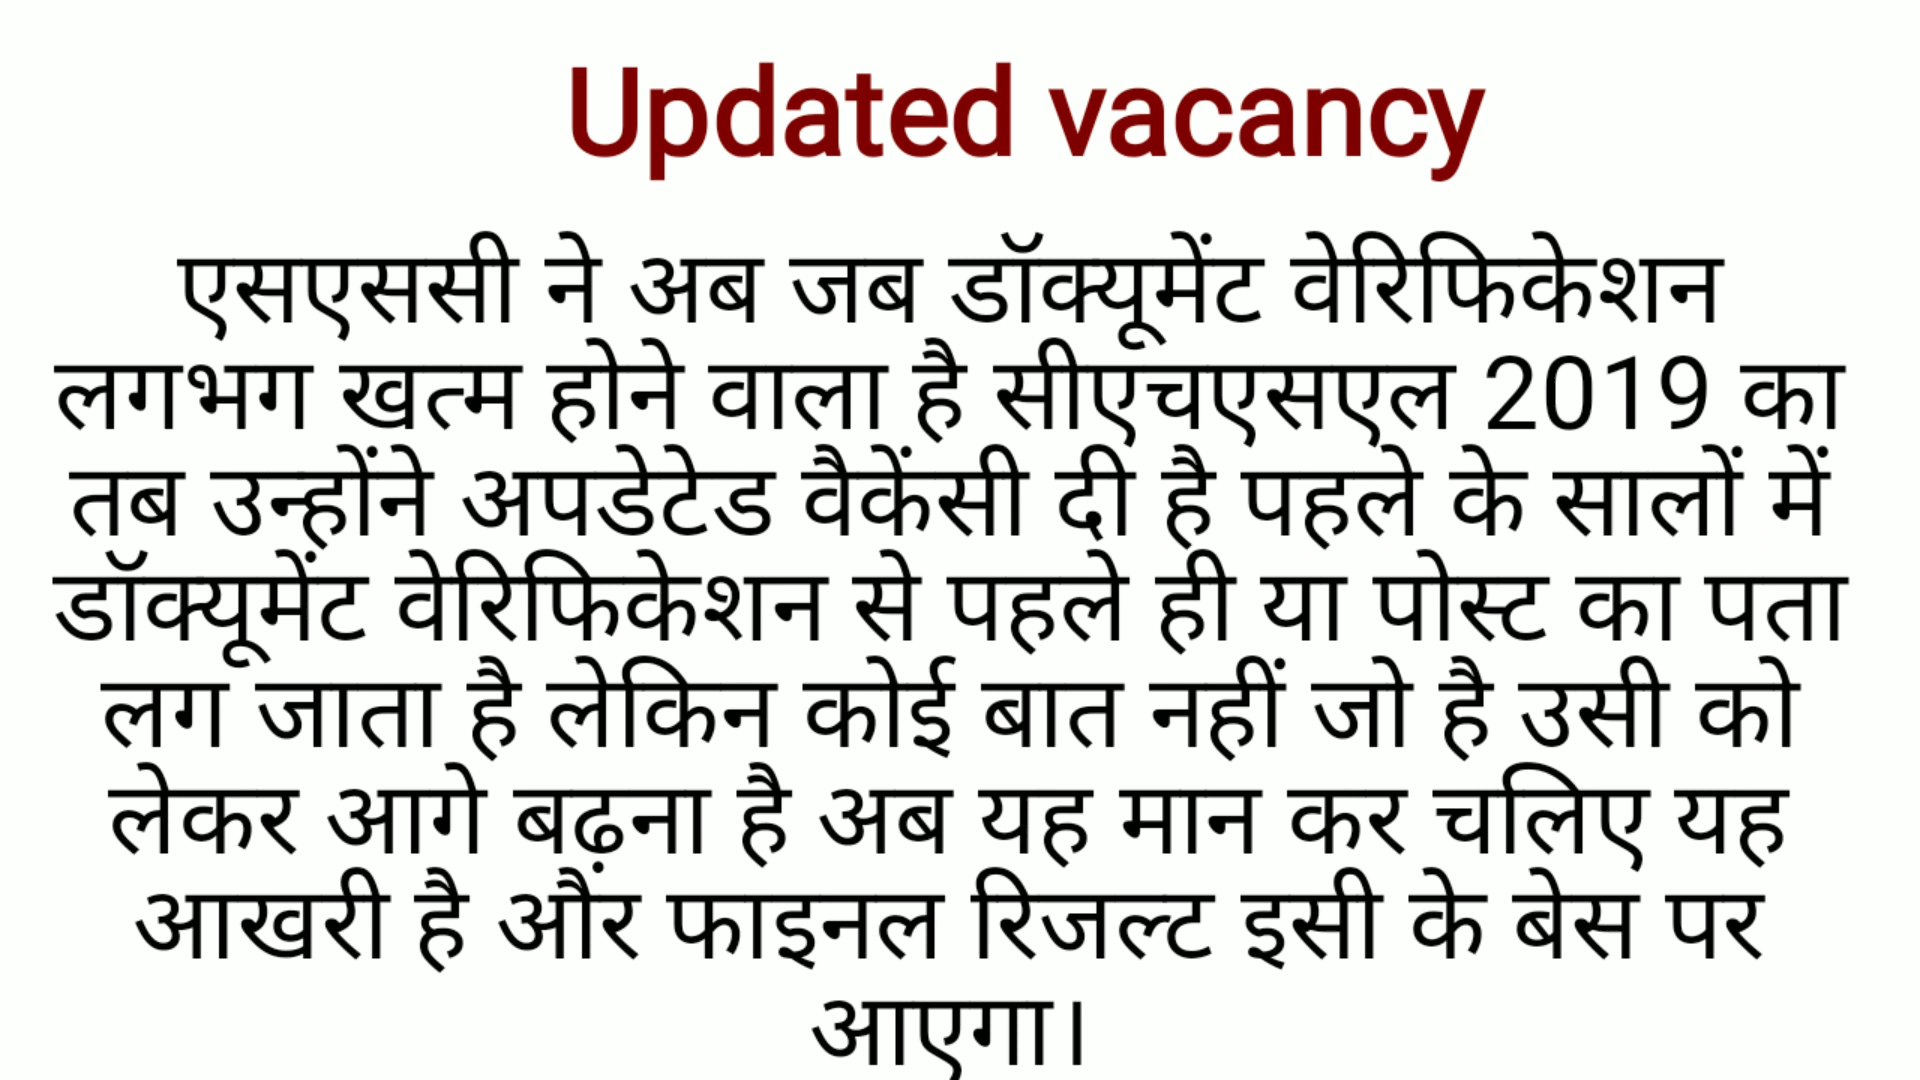 Updated vacancy
एसएससी ने अब जब डॉक्यूमेंट वेरिफिकेशन
लगभग खत्म होने वाला है सीएचएसएल 2019 का
तब उन्होंने अपडेटेड वैकेंसी दी है पहले के सालों में
डॉक्यूमेंट वेरिफिकेशन से पहले ही या पोस्ट का पता
लग जाता है लेकिन कोई बात नहीं जो है उसी को
लेकर आगे बढ़ना है अब यह मान कर चलिए यह
आखरी है और फाइनल रिजल्ट इसी के बेस पर
आएगा।